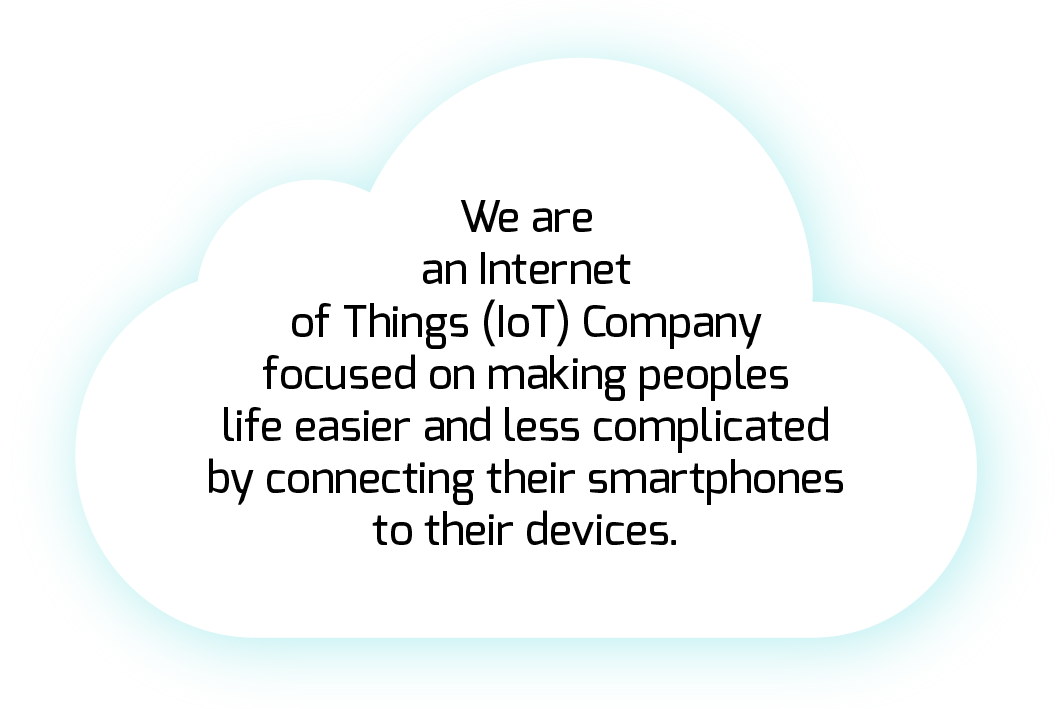 We are
an Internet
of Things (IoT) Company
focused on making peoples
life easier and less complicated
by connecting their smartphones
to their devices.